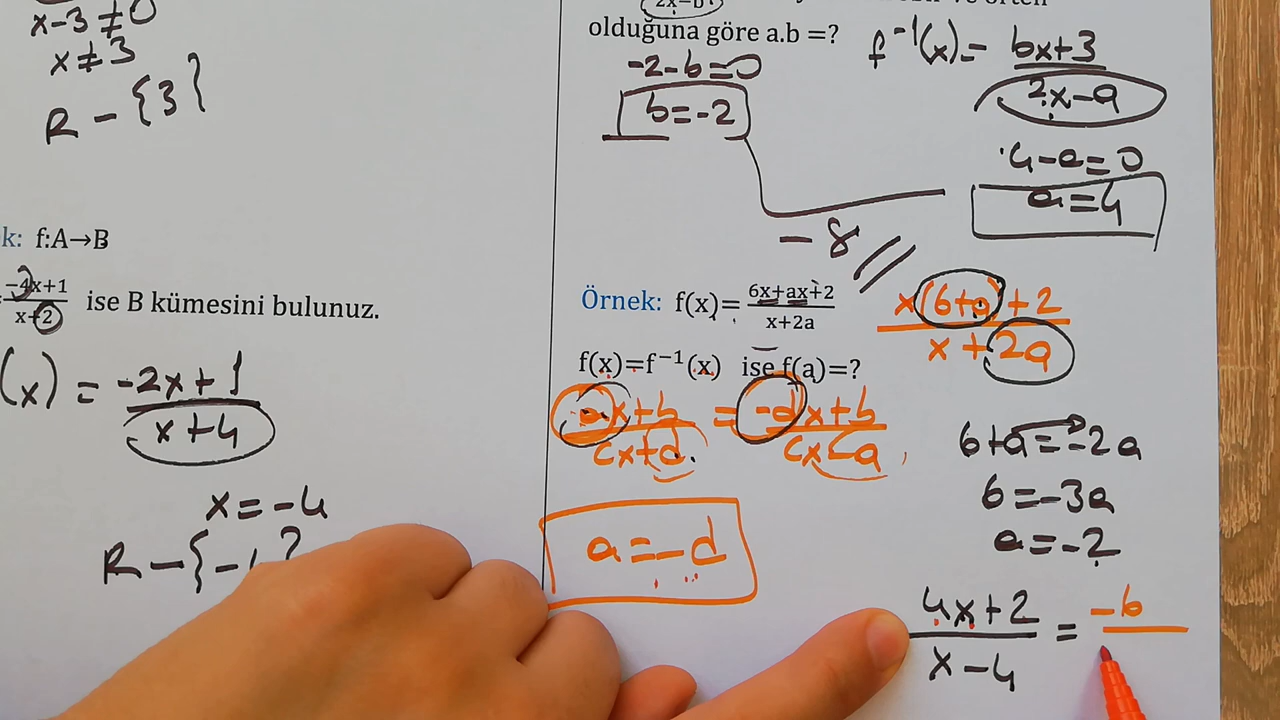 x-3≠0
x≠3
R-{3}
k: f:A→B
-4x+1
x+2
ise B kümesini bulunuz.
(x) = -2x+1
x+4
x=-4
R-{-4
2x-b
olduğuna göre a.b =?
-2-b=0
b=-2
f⁻¹(x)= bx+3
2x-a
4-a=0
a=4
-8//
Örnek: f(x)= 6x+ax+2
x+2a
x(6+a)+2
x+2a
f(x)=f⁻¹(x) ise f(a)=?
ax+b = -dx+b
cx+d cx-a
a=-d
6+a=-2a
6=-3a
a=-2
4x+2 = -6
x-4